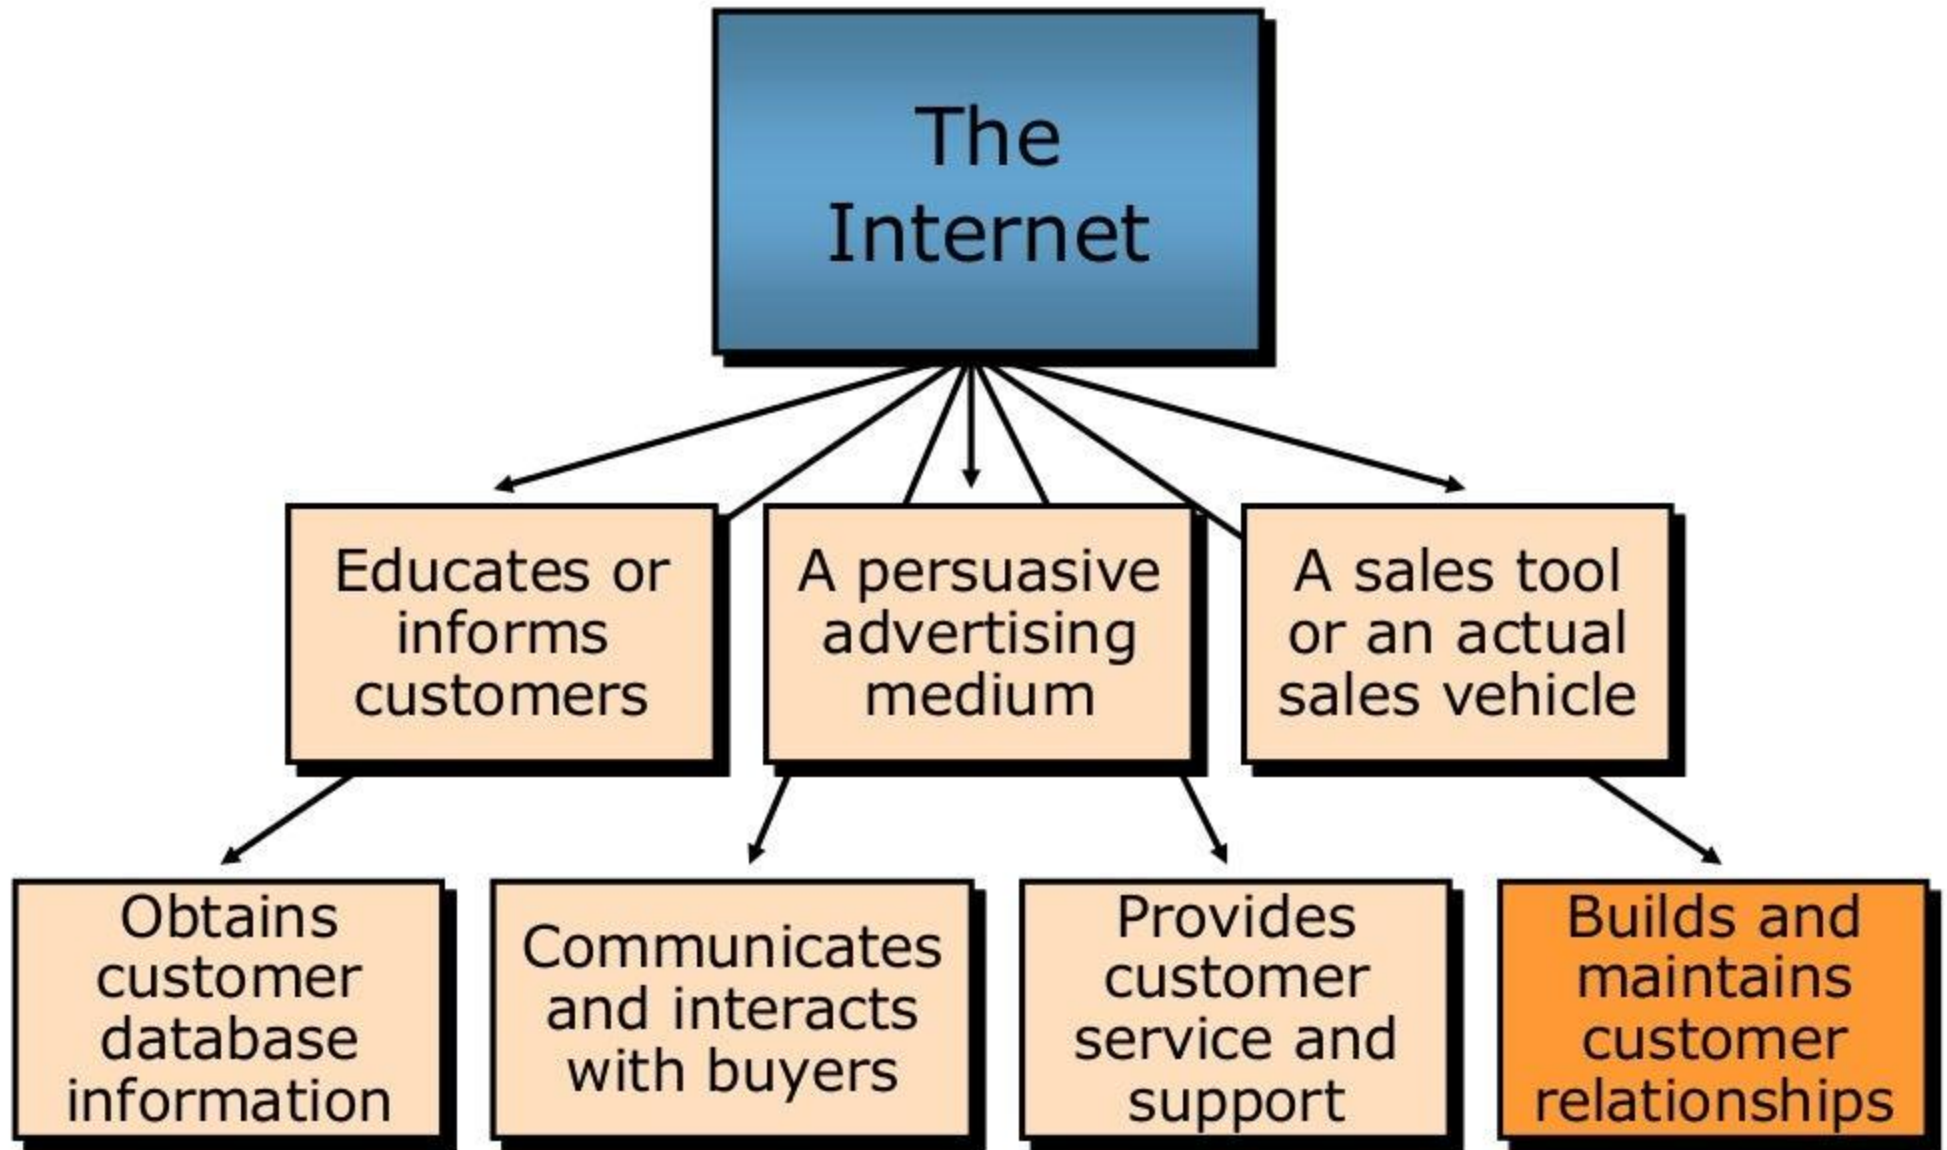 The
Internet
Educates or
informs
customers
A persuasive
advertising
medium
A sales tool
or an actual
sales vehicle
Obtains
customer
database
information
Communicates
and interacts
with buyers
Provides
customer
service and
support
Builds and
maintains
customer
relationships